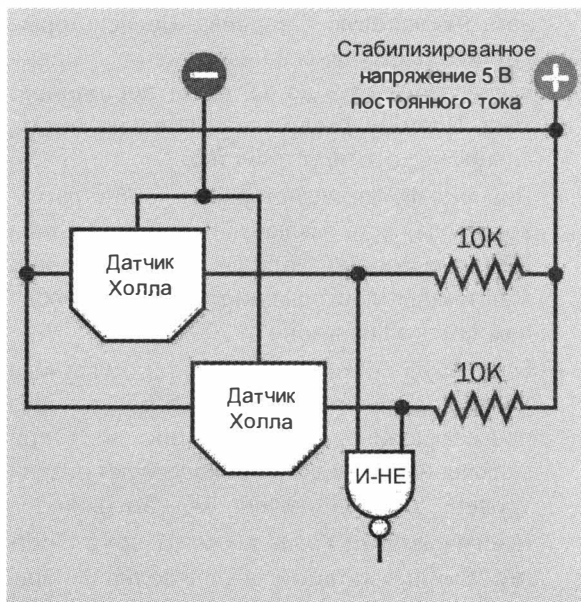 Стабилизированное
напряжение 5 В
постоянного тока
10K
Датчик
Холла
10K
Датчик
Холла
И-НЕ